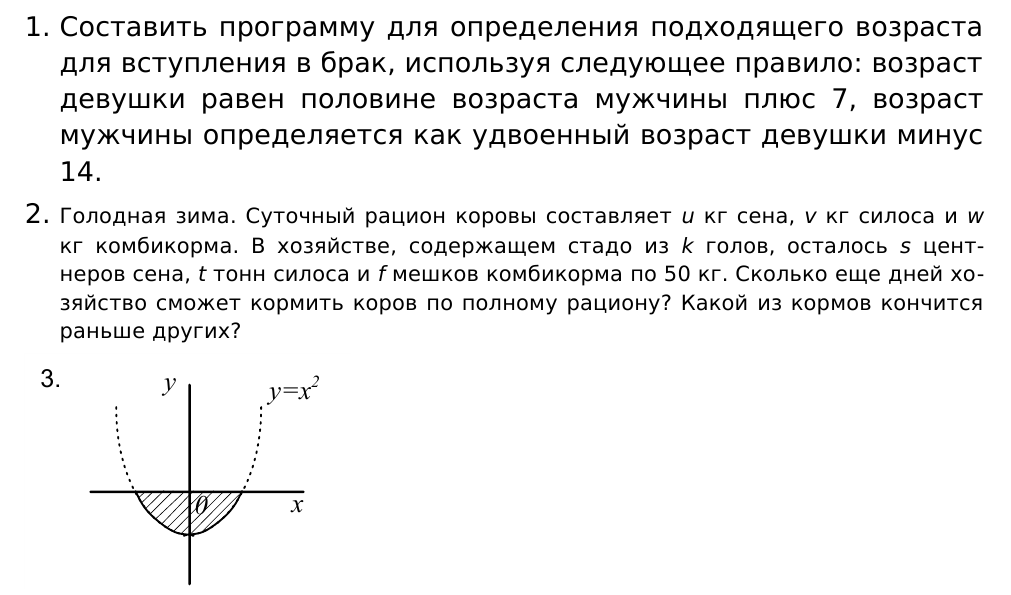 1. Составить программу для определения подходящего возраста
для вступления в брак, используя следующее правило: возраст
девушки равен половине возраста мужчины плюс 7, возраст
мужчины определяется как удвоенный возраст девушки минус
14.
2. Голодная зима. Суточный рацион коровы составляет u кг сена, v кг силоса и w
кг комбикорма. В хозяйстве, содержащем стадо из k голов, осталось s цент-
неров сена, t тонн силоса и f мешков комбикорма по 50 кг. Сколько еще дней хо-
зяйство сможет кормить коров по полному рациону? Какой из кормов кончится
раньше других?
3.
y
y=x²
0
x